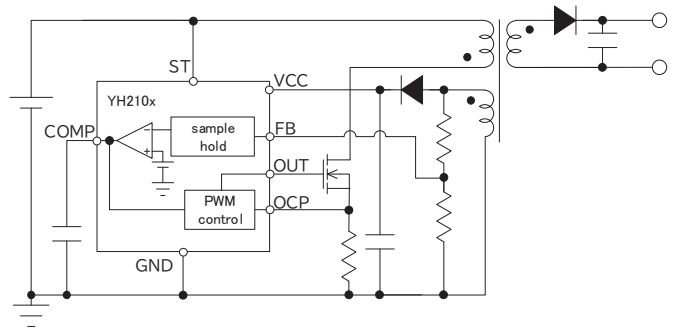 ST
VCC
YH210x
COMP
sample
hold
FB
OUT
PWM
control
OCP
GND